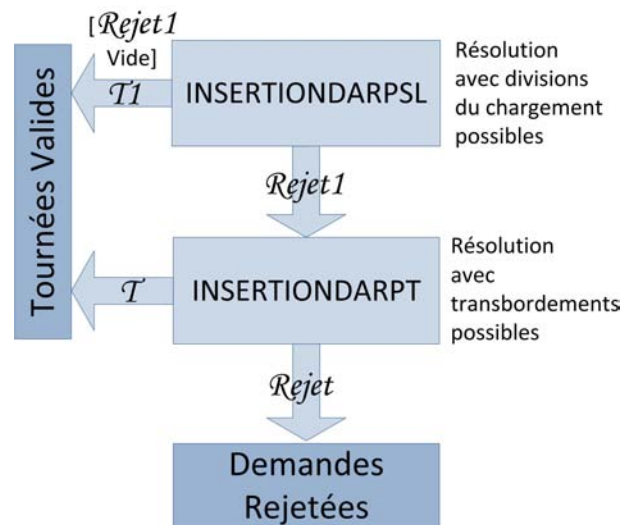 [Rejet1
Vide]
T1
INSERTIONDARPSL
Résolution
avec divisions
du chargement
possibles
Rejet1
Tournées Valides
T
INSERTIONDARPT
Résolution
avec
transbordements
possibles
Rejet
Demandes
Rejetées